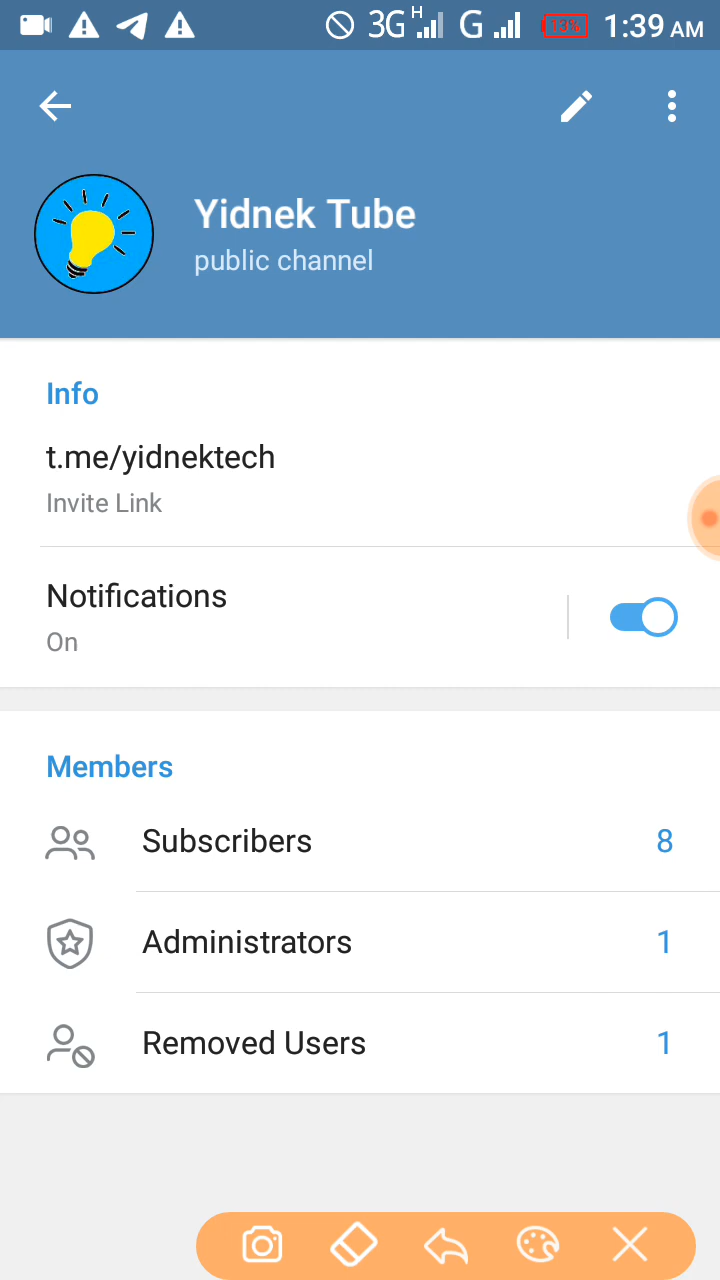 3G H G 13% 1:39 AM
Yidnek Tube
public channel
Info
t.me/yidnektech
Invite Link
Notifications
On
Members
Subscribers 8
Administrators 1
Removed Users 1